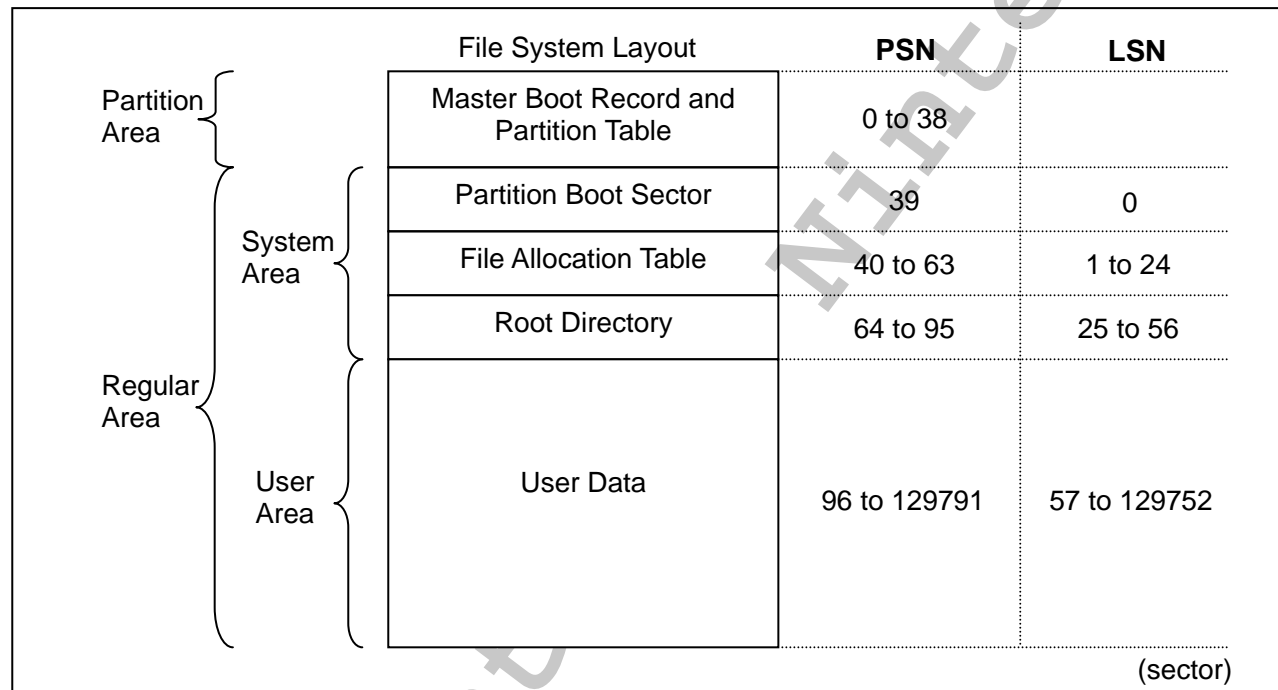 File System Layout PSN LSN
Partition Area
Master Boot Record and Partition Table
0 to 38
Partition Boot Sector 39 0
System Area
File Allocation Table 40 to 63 1 to 24
Root Directory 64 to 95 25 to 56
Regular Area
User Area
User Data 96 to 129791 57 to 129752
(sector)
Ninte